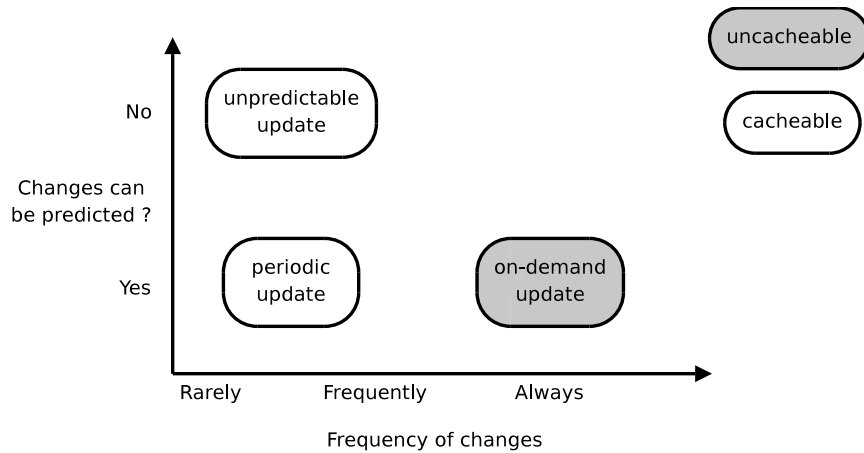 uncacheable
cacheable
No
unpredictable
update
Changes can
be predicted ?
Yes
periodic
update
on-demand
update
Rarely
Frequently
Always
Frequency of changes